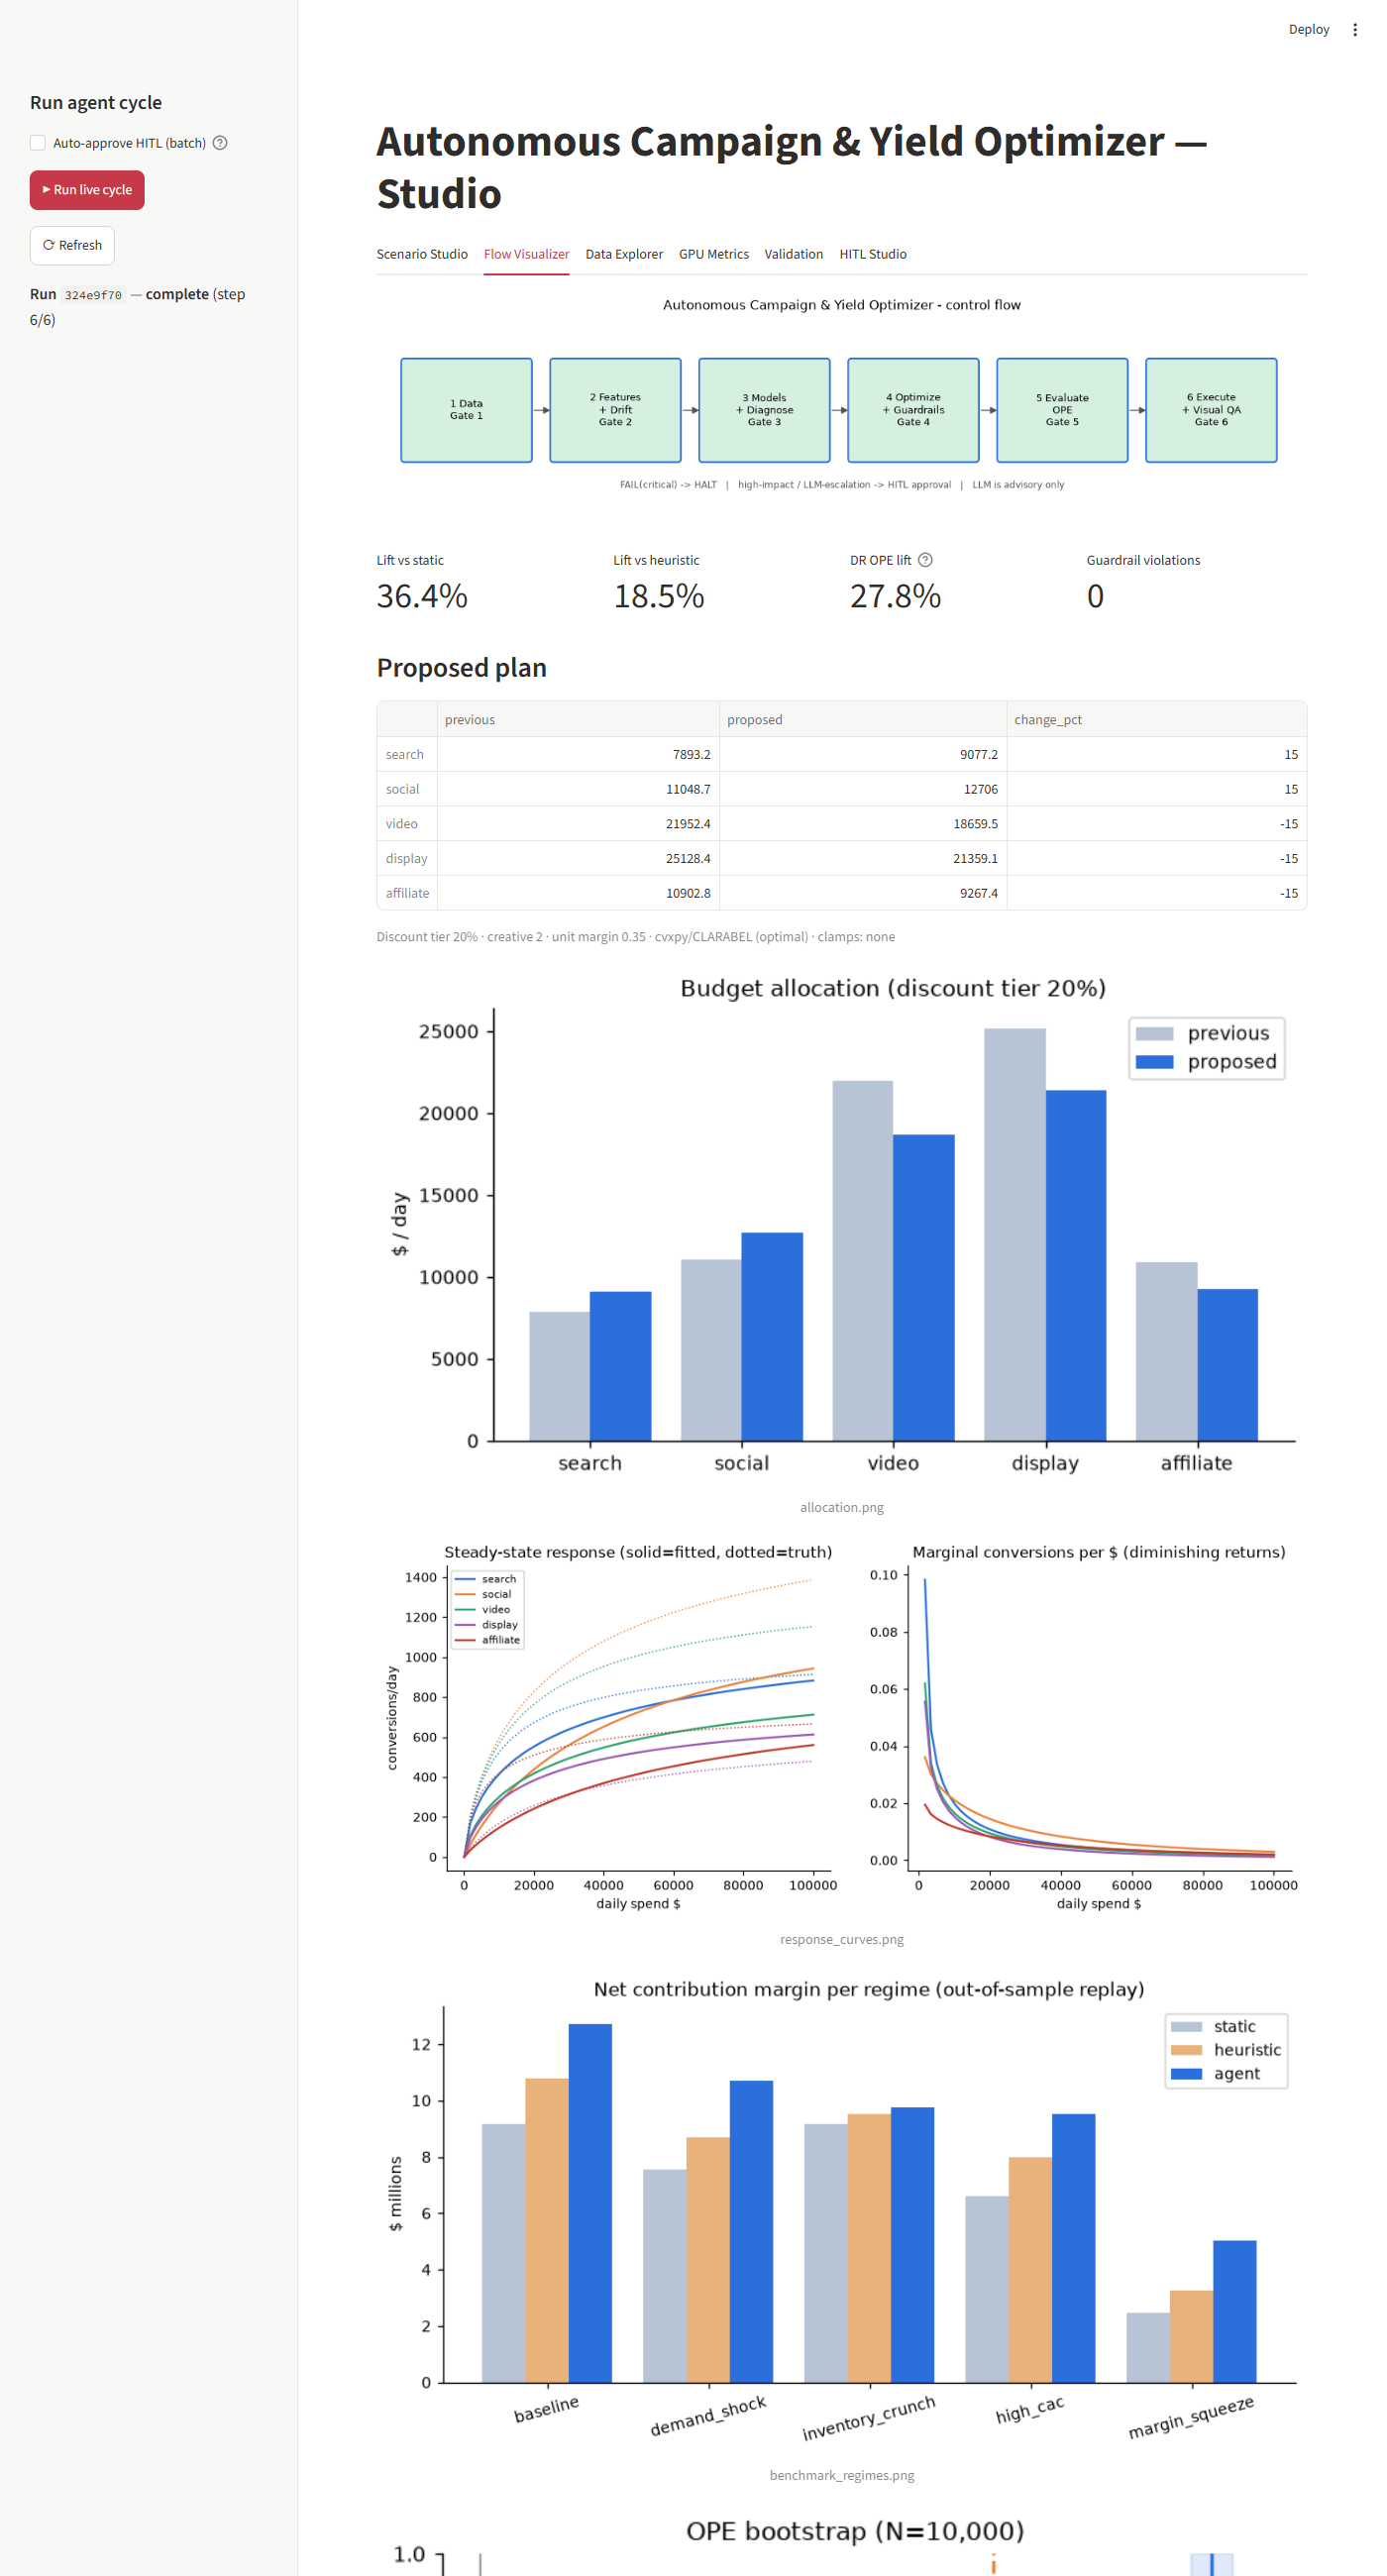 Deploy
Run agent cycle
Auto-approve HITL (batch)
Run live cycle
Refresh
Run 324e9f70 — complete (step
6/6)
Autonomous Campaign & Yield Optimizer —
Studio
Scenario Studio Flow Visualizer Data Explorer GPU Metrics Validation HITL Studio
Autonomous Campaign & Yield Optimizer - control flow
1 Data
Gate 1
2 Features
+ Drift
Gate 2
3 Models
+ Diagnose
Gate 3
4 Optimize
+ Guardrails
Gate 4
5 Evaluate
OPE
Gate 5
6 Execute
+ Visual QA
Gate 6
FAIL(critical) -> HALT | high-impact / LLM-escalation -> HITL approval | LLM is advisory only
Lift vs static
36.4%
Lift vs heuristic
18.5%
DR OPE lift
27.8%
Guardrail violations
0
Proposed plan
previous proposed change_pct
search 7893.2 9077.2 15
social 11048.7 12706 15
video 21952.4 18659.5 -15
display 25128.4 21359.1 -15
affiliate 10902.8 9267.4 -15
Discount tier 20% · creative 2 · unit margin 0.35 · cvxpy/CLARABEL (optimal) · clamps: none
Budget allocation (discount tier 20%)
previous
proposed
$ / day
25000
20000
15000
10000
5000
0
search social video display affiliate
allocation.png
Steady-state response (solid=fitted, dotted=truth)
search
social
video
display
affiliate
conversions/day
1400
1200
1000
800
600
400
200
0
0 20000 40000 60000 80000 100000
daily spend $
Marginal conversions per $ (diminishing returns)
0.10
0.08
0.06
0.04
0.02
0.00
0 20000 40000 60000 80000 100000
daily spend $
response_curves.png
Net contribution margin per regime (out-of-sample replay)
static
heuristic
agent
$ millions
12
10
8
6
4
2
0
baseline demand_shock inventory_crunch high_cac margin_squeeze
benchmark_regimes.png
OPE bootstrap (N=10,000)
1.0